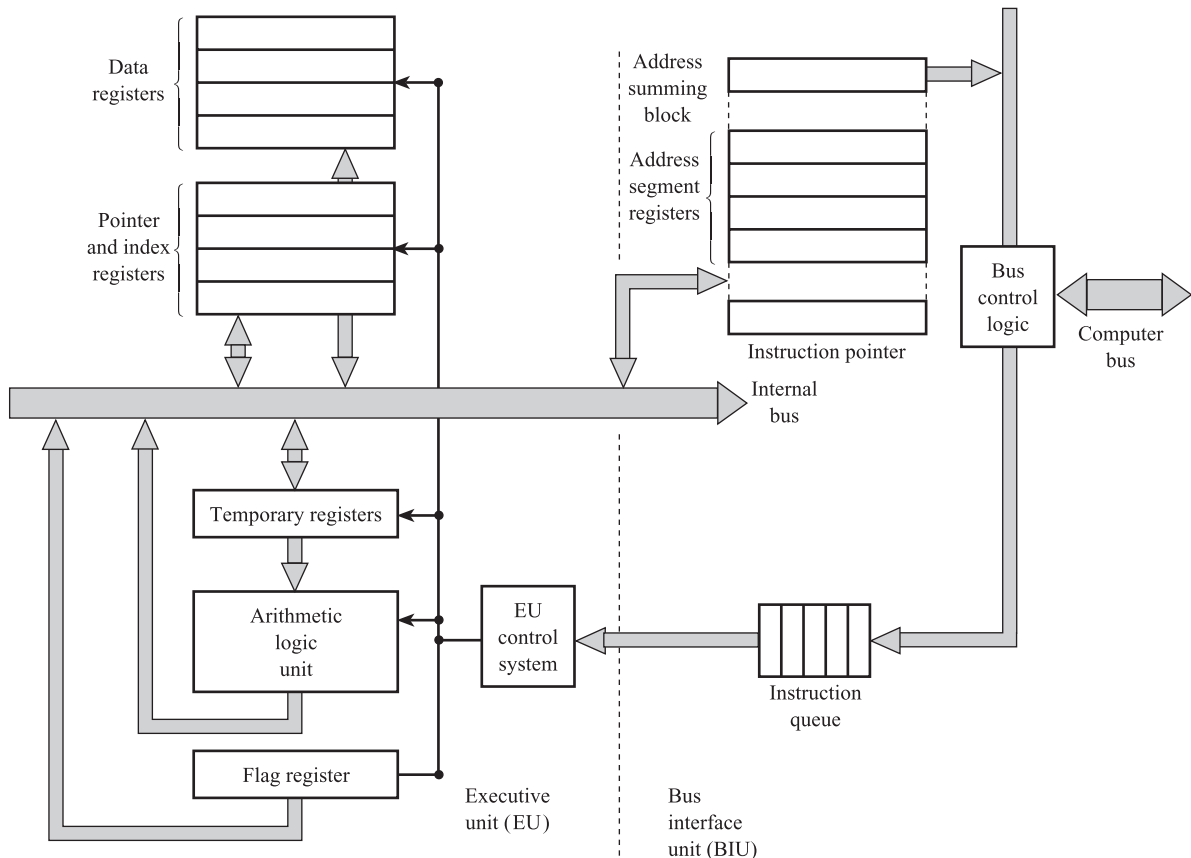 Data
registers
Pointer
and index
registers
Address
summing
block
Address
segment
registers
Instruction pointer
Bus
control
logic
Computer
bus
Internal
bus
Temporary registers
Arithmetic
logic
unit
EU
control
system
Instruction
queue
Flag register
Executive
unit (EU)
Bus
interface
unit (BIU)